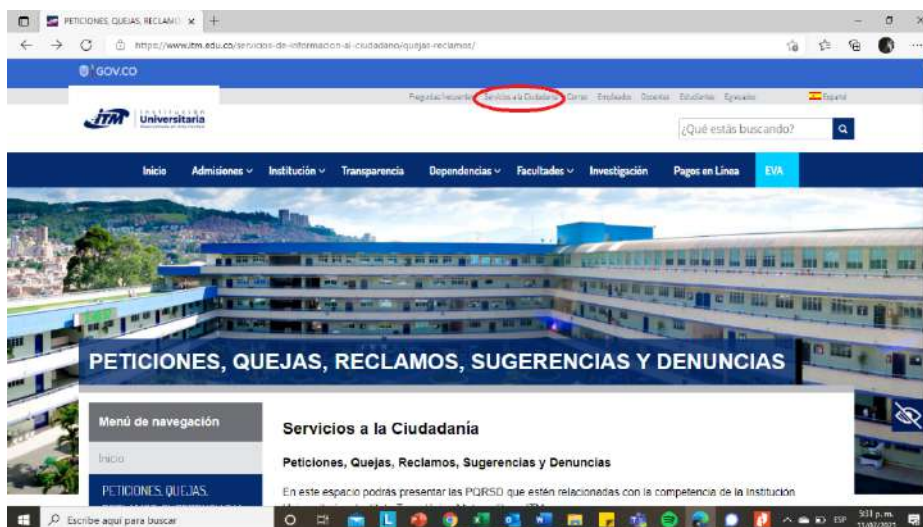 PETICIONES, QUEJAS, RECLAMO
https://www.itm.edu.co/servicios-de-informacion-al-ciudadano/quejas-reclamos/
GOV.CO
Preguntas frecuentes Servicios a la Ciudadanía Correo Empleados Docentes Estudiantes Egresados Español
iTM Institución
Universitaria
¿Qué estás buscando?
Inicio Admisiones Institución Transparencia Dependencias Facultades Investigación Pagos en Línea EVA
PETICIONES, QUEJAS, RECLAMOS, SUGERENCIAS Y DENUNCIAS
Menú de navegación
Inicio
PETICIONES, QUEJAS,
Servicios a la Ciudadanía
Peticiones, Quejas, Reclamos, Sugerencias y Denuncias
En este espacio podrás presentar las PQRSD que estén relacionadas con la competencia de la Institución
Escribe aquí para buscar
ESP
9:31 p. m.